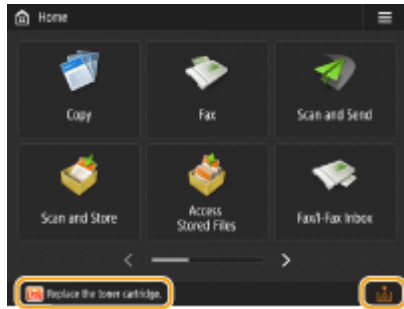 Home
Copy
Fax
Scan and Send
Scan and Store
Access
Stored Files
Fax/I-Fax Inbox
Replace the toner cartridge.